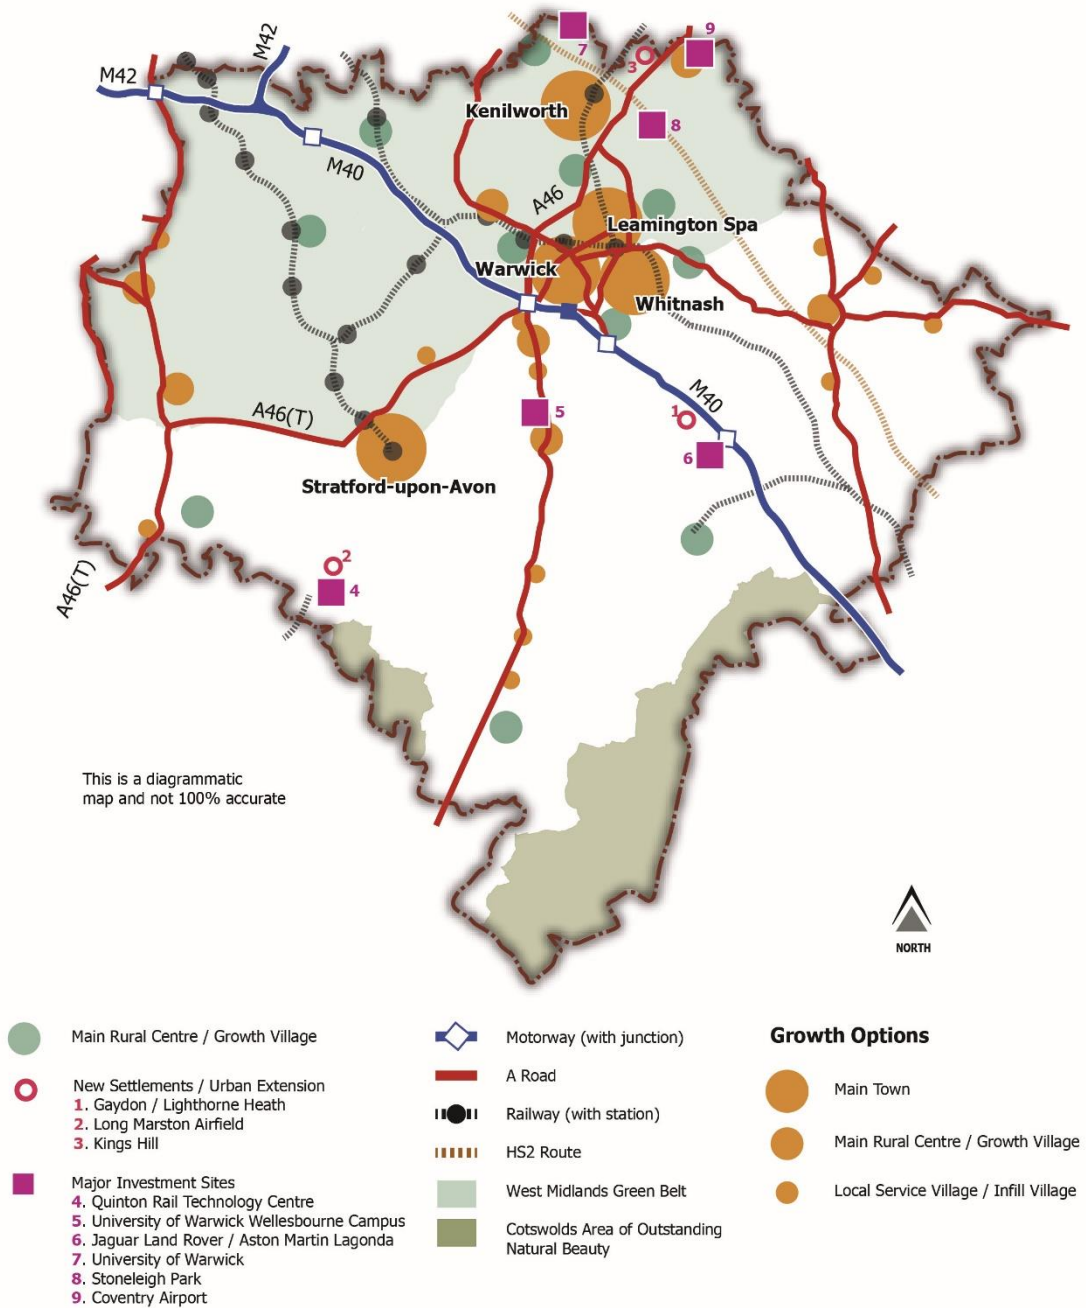 7
9
M42
3
M42
Kenilworth
8
M40
A46
Leamington Spa
Warwick
Whitnash
M40
A46(T)
5
1
6
Stratford-upon-Avon
2
A46(T)
4
This is a diagrammatic
map and not 100% accurate
NORTH
Main Rural Centre / Growth Village
New Settlements / Urban Extension
1. Gaydon / Lighthorne Heath
2. Long Marston Airfield
3. Kings Hill
Major Investment Sites
4. Quinton Rail Technology Centre
5. University of Warwick Wellesbourne Campus
6. Jaguar Land Rover / Aston Martin Lagonda
7. University of Warwick
8. Stoneleigh Park
9. Coventry Airport
Motorway (with junction)
A Road
Railway (with station)
HS2 Route
West Midlands Green Belt
Cotswolds Area of Outstanding
Natural Beauty
Growth Options
Main Town
Main Rural Centre / Growth Village
Local Service Village / Infill Village